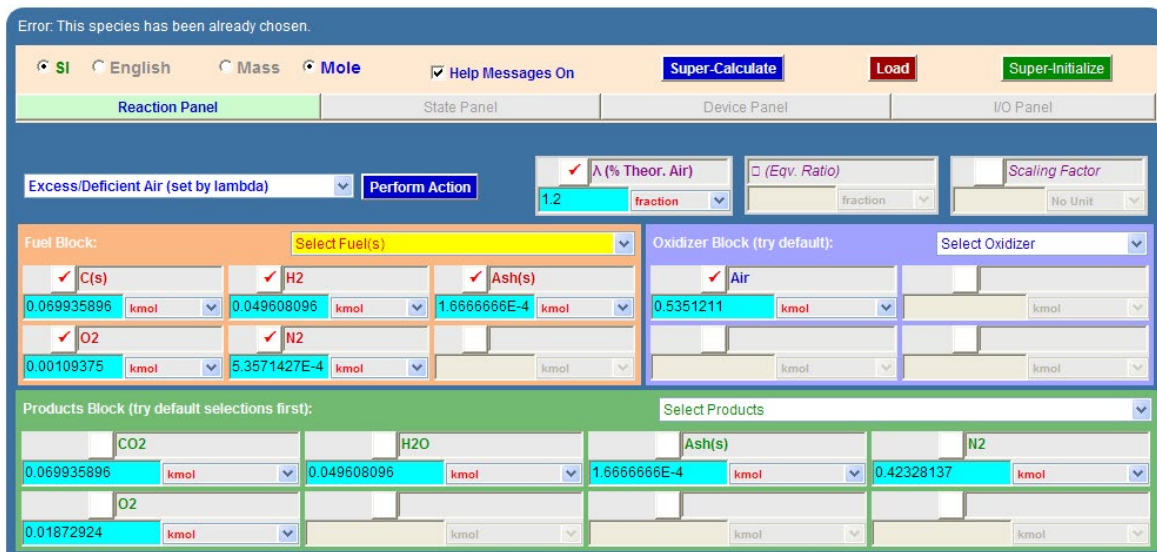 Error: This species has been already chosen.
SI English Mass Mole Help Messages On Super-Calculate Load Super-Initialize
Reaction Panel State Panel Device Panel I/O Panel
λ (% Theor. Air) □ (Eqv. Ratio) Scaling Factor
Excess/Deficient Air (set by lambda) Perform Action
1.2 fraction fraction No Unit
Fuel Block: Select Fuel(s) Oxidizer Block (try default): Select Oxidizer
C(s) H2 Ash(s) Air
0.069935896 kmol 0.049608096 kmol 1.6666666E-4 kmol 0.5351211 kmol kmol
O2 N2
0.00109375 kmol 5.3571427E-4 kmol kmol kmol kmol
Products Block (try default selections first): Select Products
CO2 H2O Ash(s) N2
0.069935896 kmol 0.049608096 kmol 1.6666666E-4 kmol 0.42328137 kmol
O2
0.01872924 kmol kmol kmol kmol